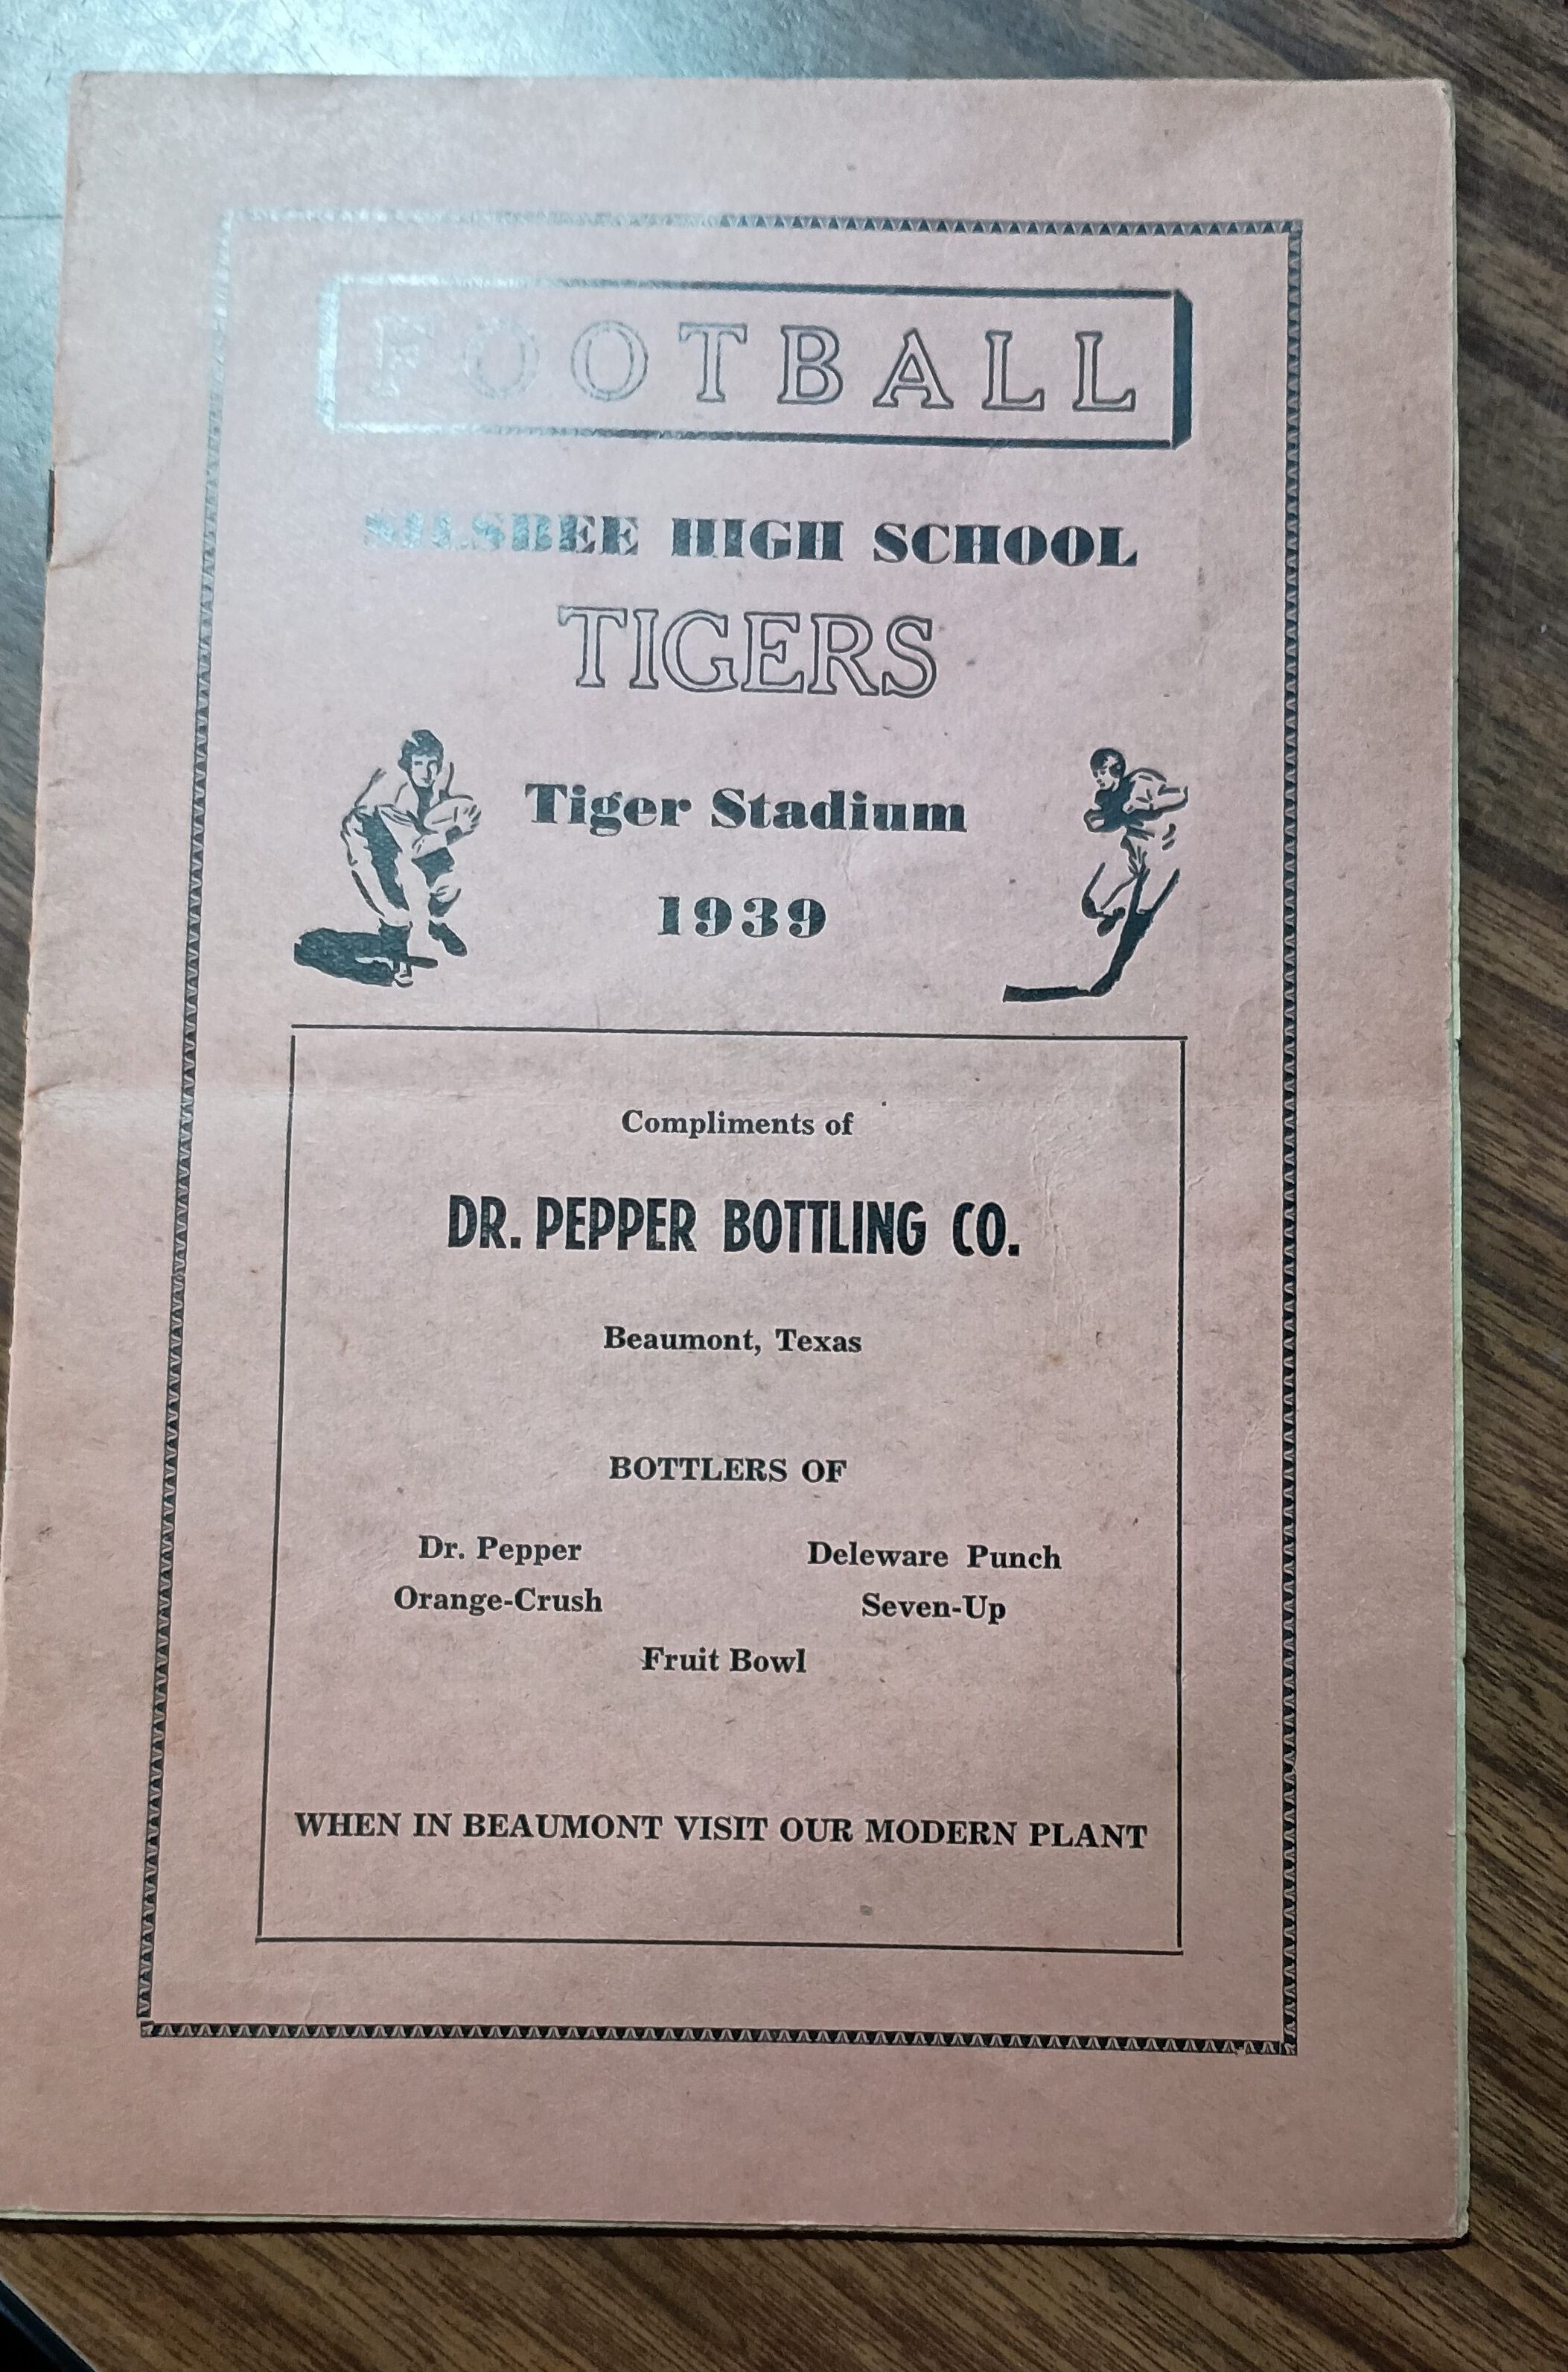 FOOTBALL
SILSBEE HIGH SCHOOL
TIGERS
Tiger Stadium
1939
Compliments of
DR. PEPPER BOTTLING CO.
Beaumont, Texas
BOTTLERS OF
Dr. Pepper Deleware Punch
Orange-Crush Seven-Up
Fruit Bowl
WHEN IN BEAUMONT VISIT OUR MODERN PLANT